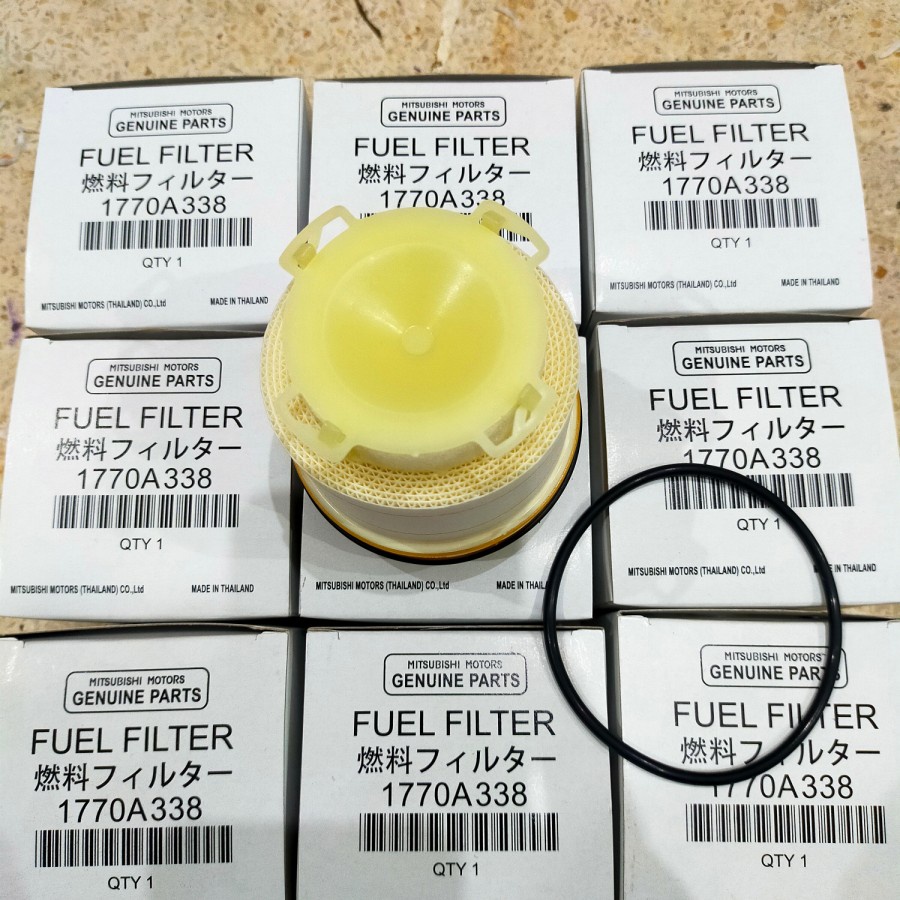 MITSUBISHI MOTORS
GENUINE PARTS
FUEL FILTER
燃料フィルター
1770A338
QTY 1
MITSUBISHI MOTORS (THAILAND) CO.,Ltd
MADE IN THAILAND
MITSUBISHI MOTORS
GENUINE PARTS
FUEL FILTER
燃料フィルター
1770A338
MITSUBISHI MOTORS
GENUINE PARTS
FUEL FILTER
燃料フィルター
1770A338
QTY 1
MITSUBISHI MOTORS (THAILAND) CO.,Ltd
MADE IN THAILAND
MITSUBISHI MOTORS
GENUINE PARTS
FUEL FILTER
燃料フィルター
1770A338
QTY 1
MITSUBISHI MOTORS (THAILAND) CO.,Ltd
MADE IN THAILAND
MITSUBISHI MOTORS (THAILAND) CO.,Ltd
MADE IN THAILAND
MITSUBISHI MOTORS
GENUINE PARTS
FUEL FILTER
燃料フィルター
1770A338
QTY 1
MITSUBISHI MOTORS (THAILAND) CO.,Ltd
MADE IN THAILAND
MITSUBISHI MOTORS
GENUINE PARTS
FUEL FILTER
燃料フィルター
1770A338
QTY 1
MITSUBISHI MOTORS
GENUINE PARTS
FUEL FILTER
燃料フィルター
1770A338
QTY 1
MITSUBISHI MOTORS
GENUINE PARTS
FUEL FILTER
燃料フィルター
1770A338
QTY 1